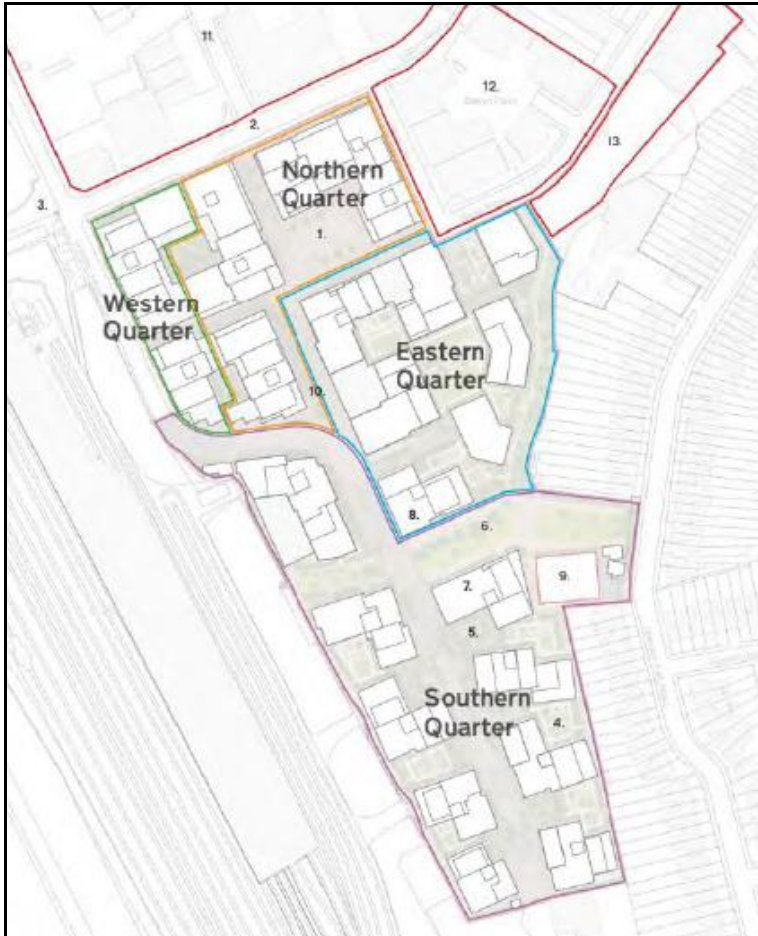 11.
12.
2.
13.
Northern
Quarter
3.
1.
Western
Quarter
Eastern
Quarter
10.
8.
6.
7.
9.
5.
Southern
Quarter
4.